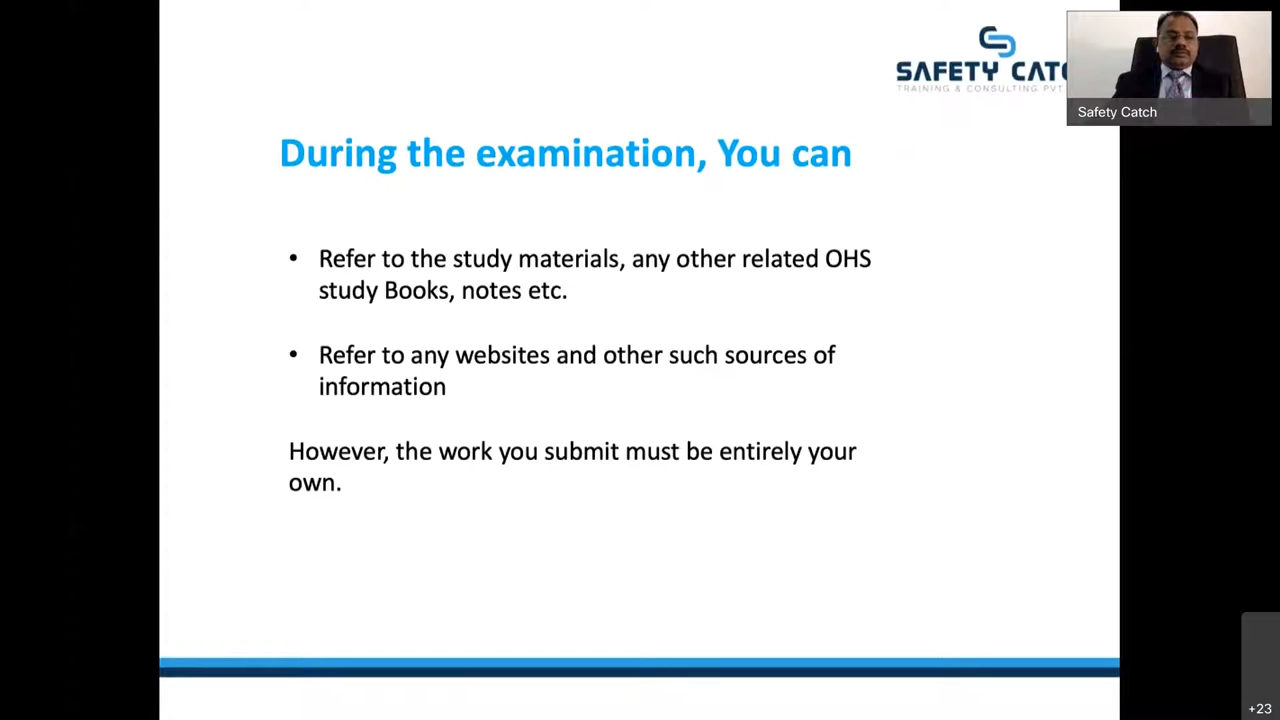 SAFETY CATC
TRAINING & CONSULTING PVT
Safety Catch
During the examination, You can
• Refer to the study materials, any other related OHS
study Books, notes etc.
• Refer to any websites and other such sources of
information
However, the work you submit must be entirely your
own.
+23